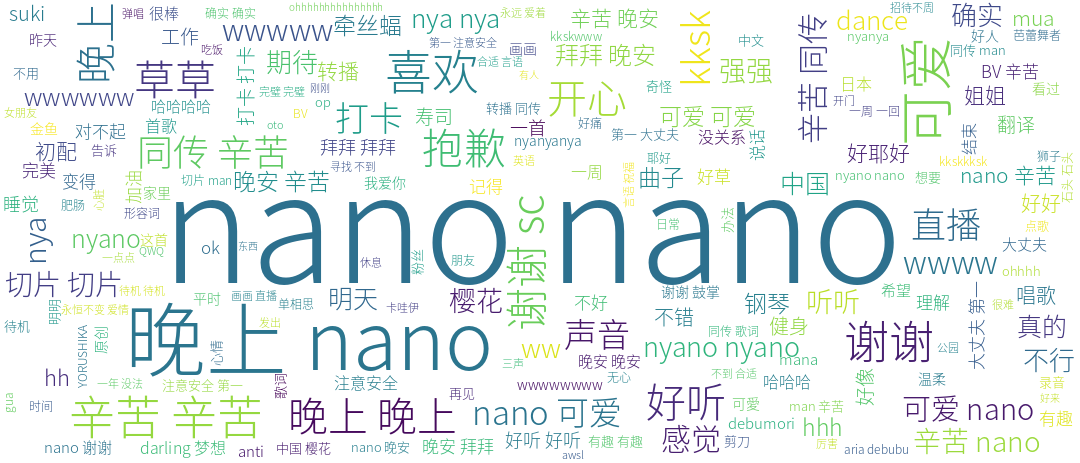 suki
弹唱 很棒
ohhhhhhhhhhhhhh
nya nya
永远 爱着
辛苦 晚安
确实 确实
招待不周
确实
mua
昨天
工作
wwwww
牵丝蝠
kkskwww
dance
nyanya
好人
芭蕾舞者
晚上
吃饭
第一 注意安全
画画
拜拜 晚安
kksk
中文
同传 man
不用
草草
打卡 打卡
期待
转播
喜欢
合适 言语
有人
强强
辛苦 同传
日本
可爱
BV 辛苦
看过
wwwwww
哈哈哈哈
完璧 完璧
刚刚
开心
奇怪
开门
姐姐
女朋友
op
转播 同传
可爱 可爱
一周 一回
金鱼
对不起
首歌
BV
打卡
寿司
一首
好痛
第一 大丈夫
没关系
说话
结束
翻译
初配
告诉
同传 辛苦
oto
拜拜 拜拜
抱歉
nyanyanya
英语
好耶好
kkskkksk
狮子
完美
切片 man
寻找 不到
耶好
一周
曲子
好草
nyano nano
想要
nano 辛苦
石头 石头
变得
加油
家里
晚安 辛苦
我爱你
记得
中国
睡觉
肥肠
心脏
形容词
nano nano
日常
办法
好好
点歌
nya
nyano
这首
QWQ
一点点
ok
东西
休息
粉丝
朋友
谢谢 sc
直播
大丈夫
切片 切片
待机 待机
wwww
ohhhh
永恒不变 爱情
平时
画画 直播
单相思
明天
卡哇伊
樱花
不好
谢谢 鼓掌
钢琴
听听
希望
理解
大丈夫 第一
很难
唱歌
待机
明明
YORUSHIKA
原创
晚上 nano
发出
心情
声音
不错
同传 歌词
健身
真的
ww
三声
晚安 晚安
nyano nyano
mana
谢谢
公园
不行
hh
一年 没法
注意安全 第一
歌词
注意安全
再见
wwwwwwww
无心
不到 合适
哈哈哈
好像
温柔
录音
gua
时间
辛苦 辛苦
晚上 晚上
nano 可爱
好听
可愛
man 辛苦
可爱 nano
好来
有趣
debumori
hhh
感觉
nano 谢谢
darling 梦想
anti
中国 樱花
nano 晚安
晚安 拜拜
好听 好听
有趣 有趣
awsl
剪刀
厉害
aria debubu
辛苦 nano